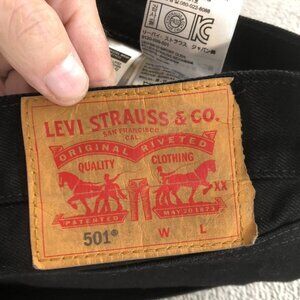 LEVI STRAUSS & CO.
SAN FRANCISCO
CAL.
ORIGINAL RIVETED
QUALITY CLOTHING
XX
PATENTED MAY 20 1873
501® W L
リーバイ・ストラウス ジャパン株